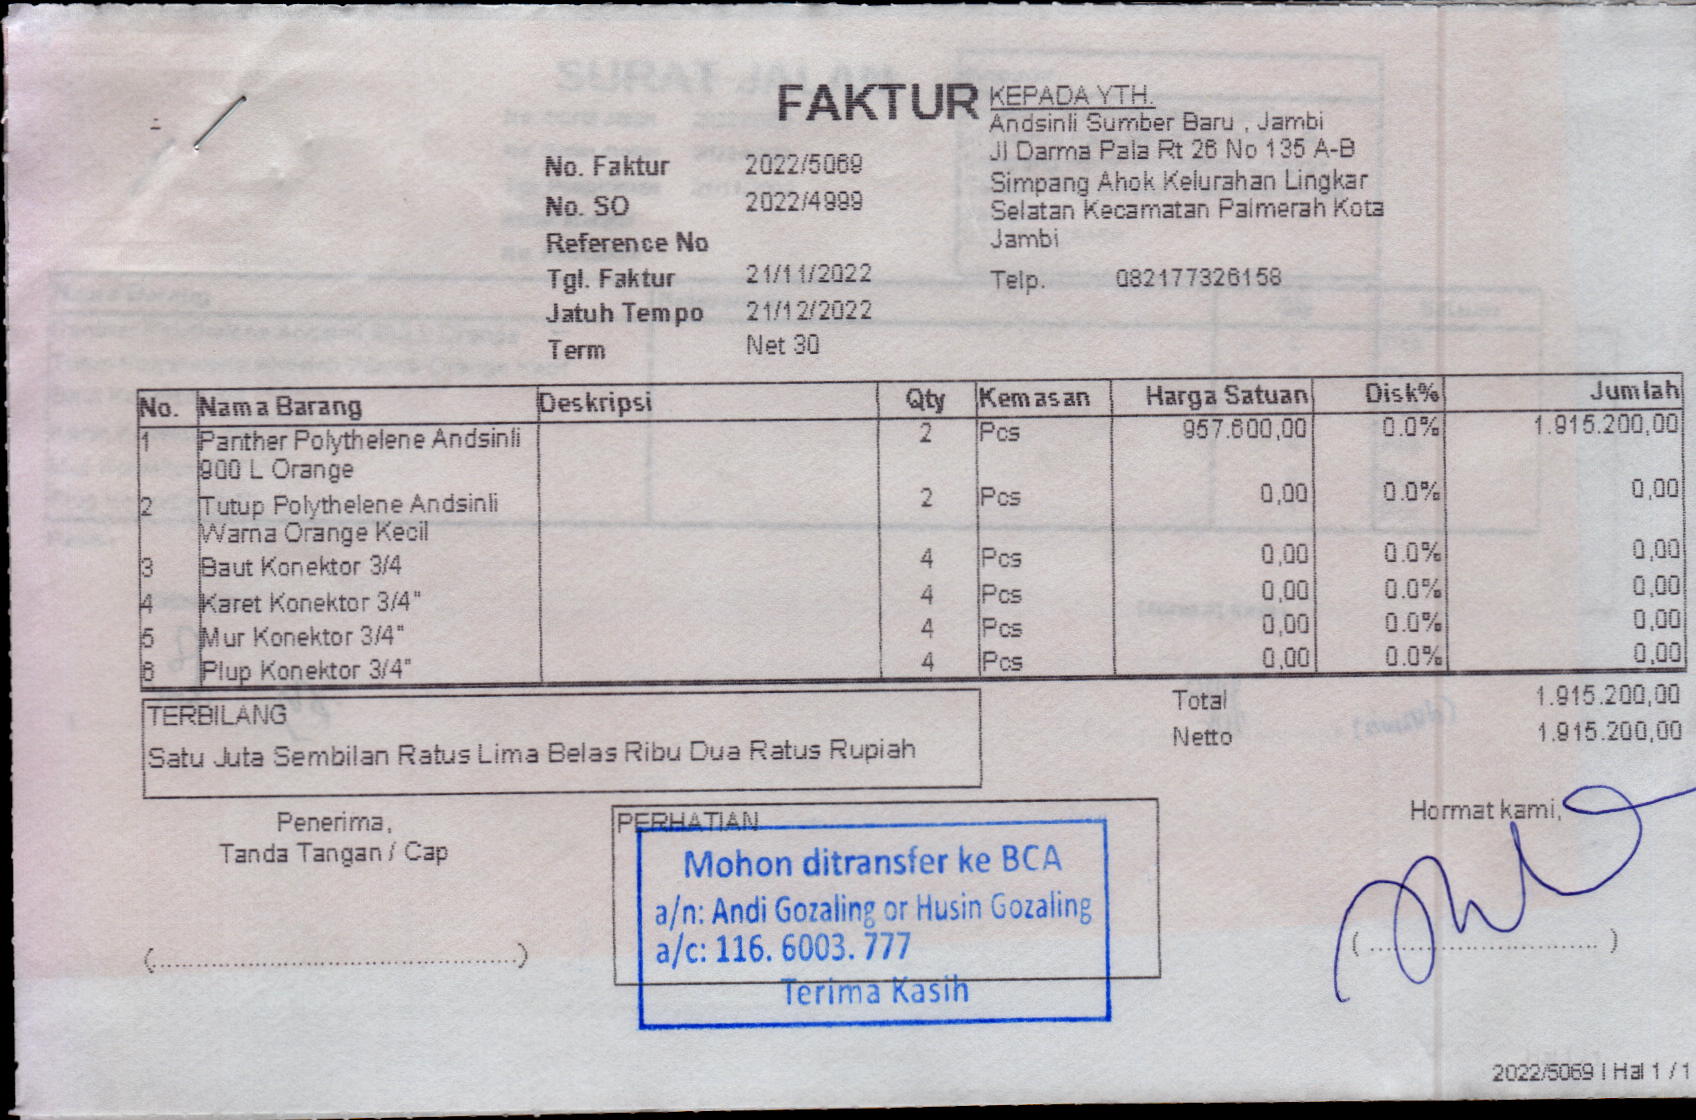 FAKTUR
No. Faktur 2022/5069
No. SO 2022/4999
Reference No
Tgl. Faktur 21/11/2022
Jatuh Tempo 21/12/2022
Term Net 30
KEPADA YTH.
Andsinli Sumber Baru , Jambi
Jl Darma Pala Rt 26 No 135 A-B
Simpang Ahok Kelurahan Lingkar
Selatan Kecamatan Palmerah Kota
Jambi
Telp. 082177326158
No. Nama Barang Deskripsi Qty Kemasan Harga Satuan Disk% Jumlah
1 Panther Polythelene Andsinli 2 Pcs 957.600,00 0.0% 1.915.200,00
900 L Orange
2 Tutup Polythelene Andsinli 2 Pcs 0,00 0.0% 0,00
Warna Orange Kecil
3 Baut Konektor 3/4 4 Pcs 0,00 0.0% 0,00
4 Karet Konektor 3/4" 4 Pcs 0,00 0.0% 0,00
5 Mur Konektor 3/4" 4 Pcs 0,00 0.0% 0,00
6 Plup Konektor 3/4" 4 Pcs 0,00 0.0% 0,00
Total 1.915.200,00
Netto 1.915.200,00
TERBILANG
Satu Juta Sembilan Ratus Lima Belas Ribu Dua Ratus Rupiah
Penerima,
Tanda Tangan / Cap
(..................................................)
PERHATIAN
Mohon ditransfer ke BCA
a/n: Andi Gozaling or Husin Gozaling
a/c: 116. 6003. 777
Terima Kasih
Hormat kami,
(..................................)
2022/5069 | Hal 1 / 1
SURAT JALAN